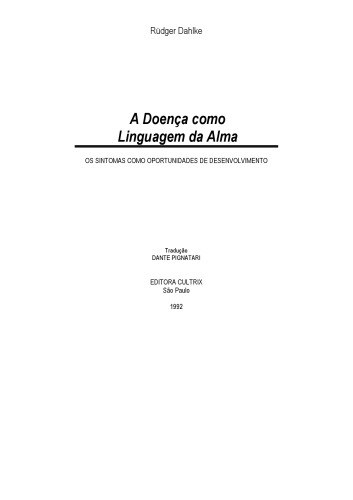 Rüdger Dahlke
A Doença como
Linguagem da Alma
OS SINTOMAS COMO OPORTUNIDADES DE DESENVOLVIMENTO
Tradução
DANTE PIGNATARI
EDITORA CULTRIX
São Paulo
1992